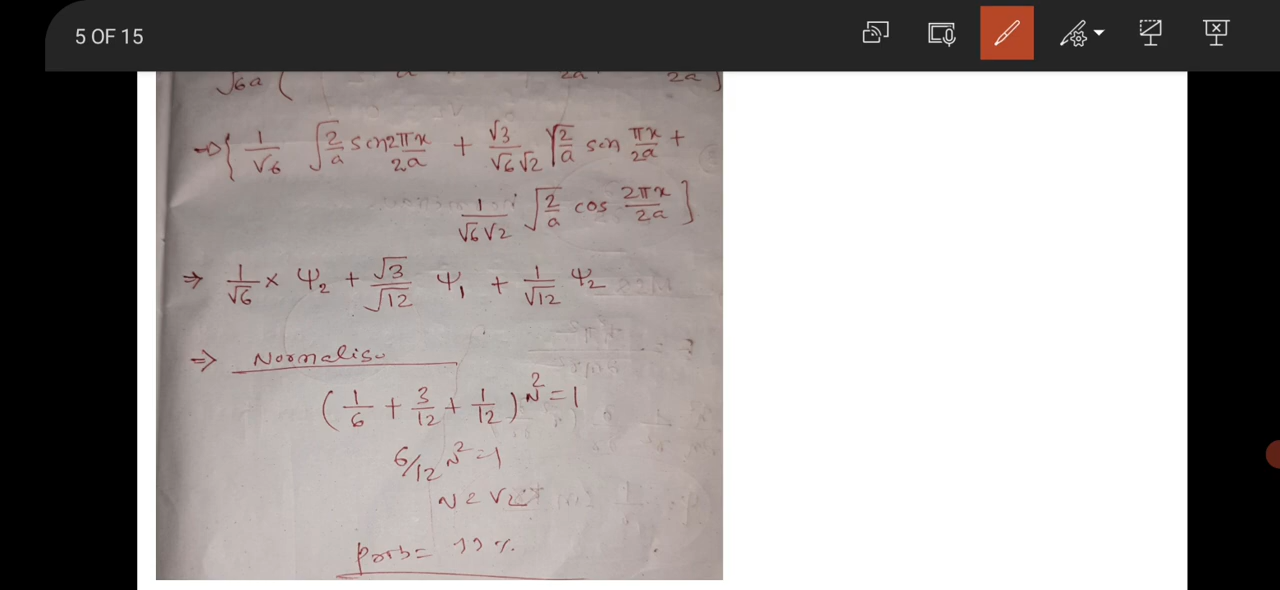 5 OF 15
√6a ( 2a 2a ]
⇒ { 1/√6 √2/a sin 2πx/2a + √3/√6√2 √2/a sin πx/2a +
1/√6√2 √2/a cos 2πx/2a ]
⇒ 1/√6 × Ψ₂ + √3/√12 Ψ₁ + 1/√12 Ψ₂
⇒ Normalise
(1/6 + 3/12 + 1/12) N² = 1
6/12 N² = 1
N = √2